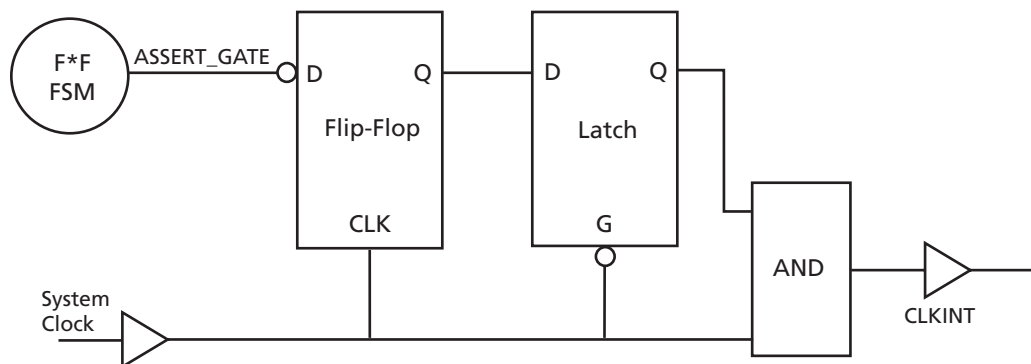 F*F
FSM
ASSERT_GATE
D
Q
Flip-Flop
CLK
D
Q
Latch
G
AND
System
Clock
CLKINT